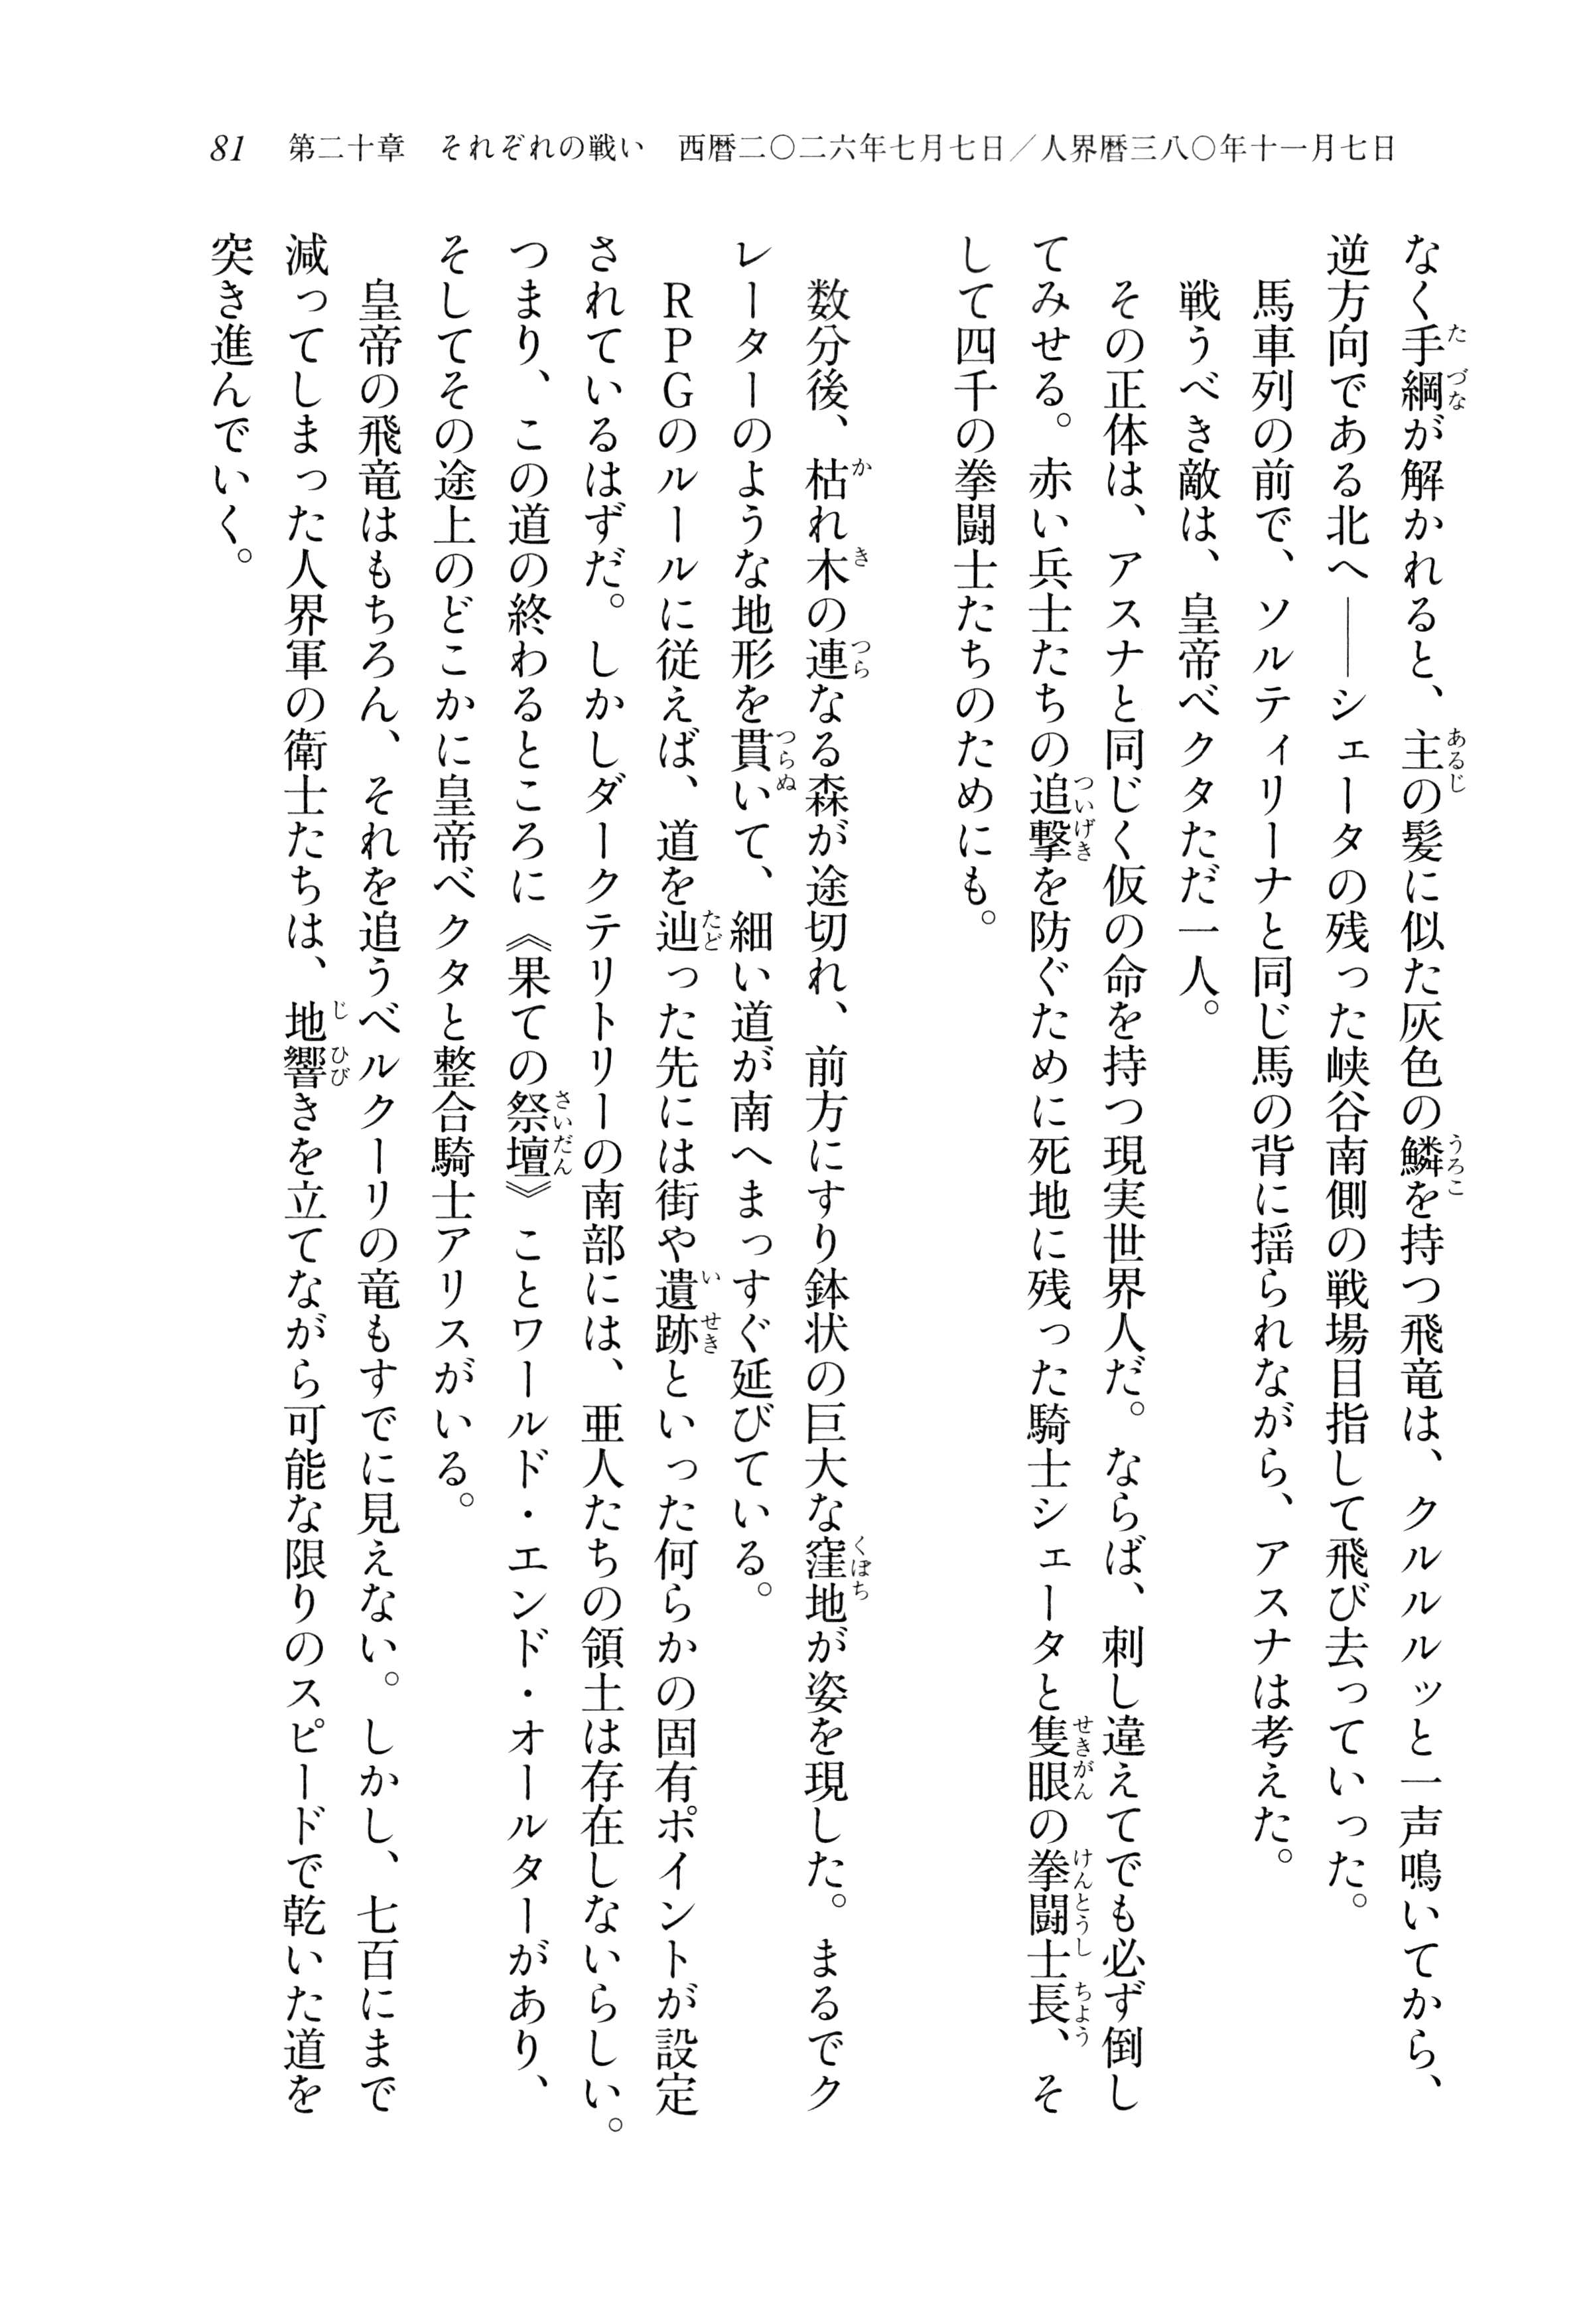 81　第二十章　それぞれの戦い　西暦二〇二六年七月七日／人界暦三八〇年十一月七日
なく手綱が解かれると、主の髪に似た灰色の鱗を持つ飛竜は、クルルルッと一声鳴いてから、
逆方向である北へ――シェータの残った峡谷南側の戦場目指して飛び去っていった。
　馬車列の前で、ソルティリーナと同じ馬の背に揺られながら、アスナは考えた。
　戦うべき敵は、皇帝ベクタただ一人。
　その正体は、アスナと同じく仮の命を持つ現実世界人だ。ならば、刺し違えてでも必ず倒し
てみせる。赤い兵士たちの追撃を防ぐために死地に残った騎士シェータと隻眼の拳闘士長、そ
して四千の拳闘士たちのためにも。
　数分後、枯れ木の連なる森が途切れ、前方にすり鉢状の巨大な窪地が姿を現した。まるでク
レーターのような地形を貫いて、細い道が南へまっすぐ延びている。
　ＲＰＧのルールに従えば、道を辿った先には街や遺跡といった何らかの固有ポイントが設定
されているはずだ。しかしダークテリトリーの南部には、亜人たちの領土は存在しないらしい。
つまり、この道の終わるところに《果ての祭壇》ことワールド・エンド・オールターがあり、
そしてその途上のどこかに皇帝ベクタと整合騎士アリスがいる。
　皇帝の飛竜はもちろん、それを追うベルクーリの竜もすでに見えない。しかし、七百にまで
減ってしまった人界軍の衛士たちは、地響きを立てながら可能な限りのスピードで乾いた道を
突き進んでいく。